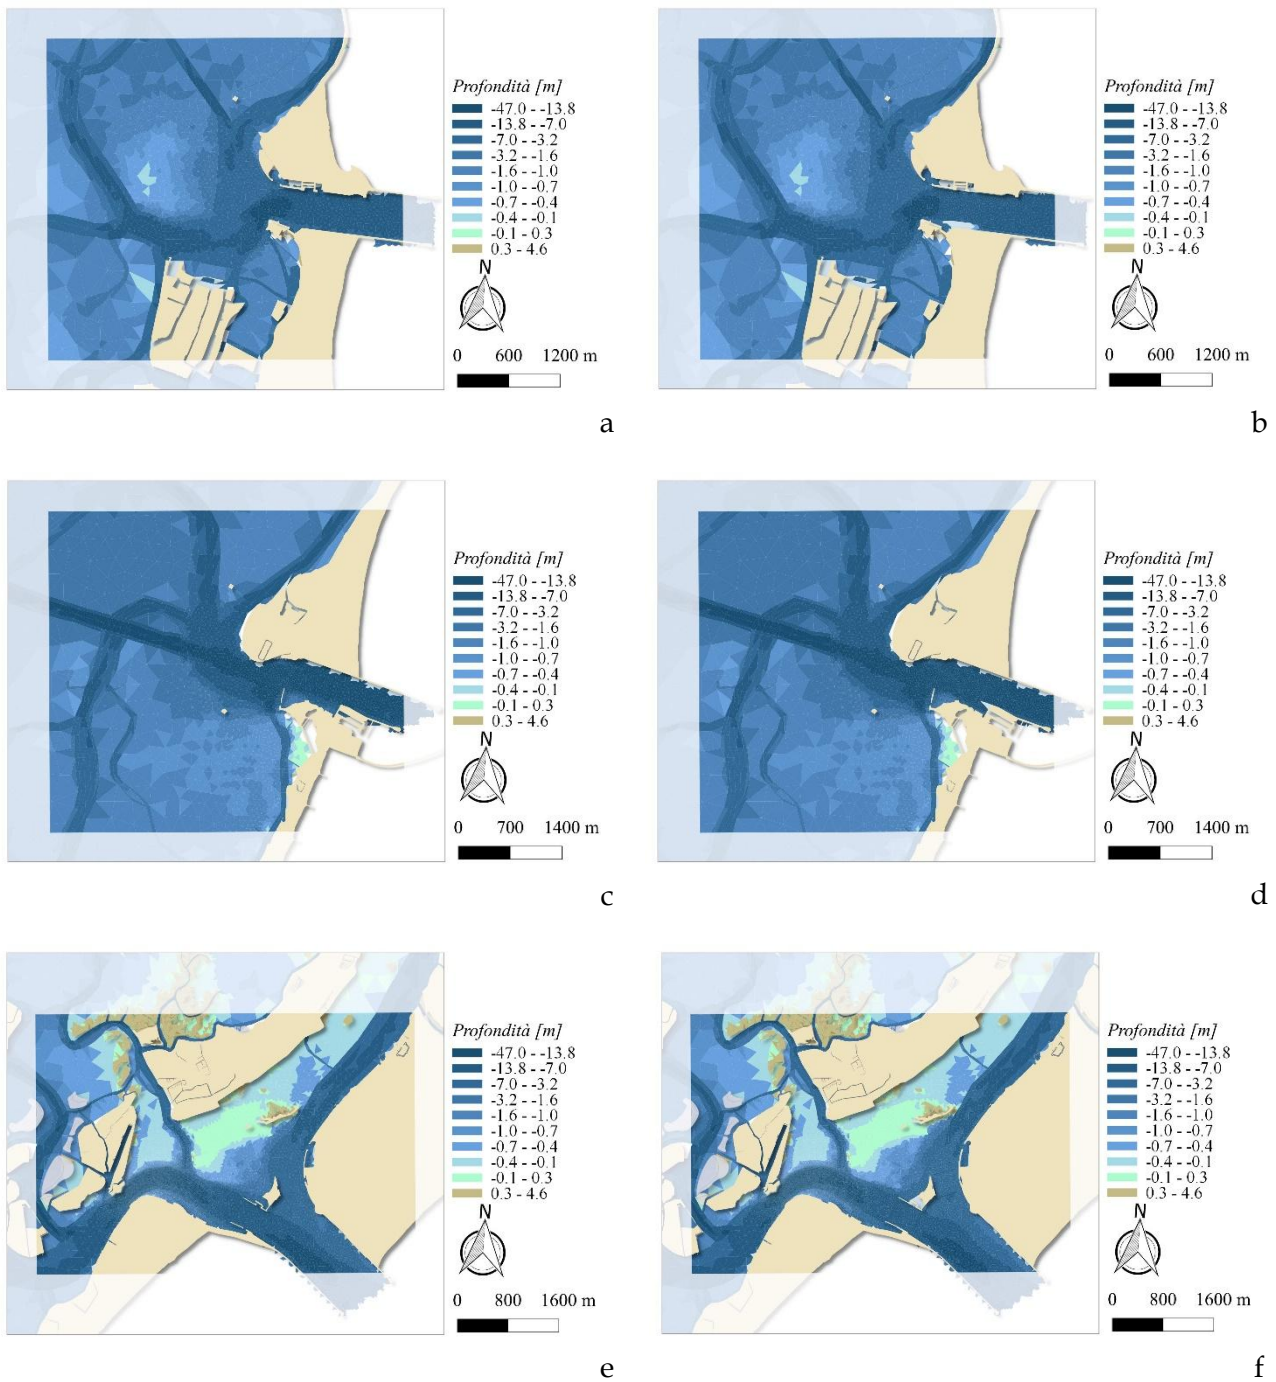 Profondità [m]
-47.0 - -13.8
-13.8 - -7.0
-7.0 - -3.2
-3.2 - -1.6
-1.6 - -1.0
-1.0 - -0.7
-0.7 - -0.4
-0.4 - -0.1
-0.1 - 0.3
0.3 - 4.6
N
0 600 1200 m
a
Profondità [m]
-47.0 - -13.8
-13.8 - -7.0
-7.0 - -3.2
-3.2 - -1.6
-1.6 - -1.0
-1.0 - -0.7
-0.7 - -0.4
-0.4 - -0.1
-0.1 - 0.3
0.3 - 4.6
N
0 600 1200 m
b
Profondità [m]
-47.0 - -13.8
-13.8 - -7.0
-7.0 - -3.2
-3.2 - -1.6
-1.6 - -1.0
-1.0 - -0.7
-0.7 - -0.4
-0.4 - -0.1
-0.1 - 0.3
0.3 - 4.6
N
0 700 1400 m
c
Profondità [m]
-47.0 - -13.8
-13.8 - -7.0
-7.0 - -3.2
-3.2 - -1.6
-1.6 - -1.0
-1.0 - -0.7
-0.7 - -0.4
-0.4 - -0.1
-0.1 - 0.3
0.3 - 4.6
N
0 700 1400 m
d
Profondità [m]
-47.0 - -13.8
-13.8 - -7.0
-7.0 - -3.2
-3.2 - -1.6
-1.6 - -1.0
-1.0 - -0.7
-0.7 - -0.4
-0.4 - -0.1
-0.1 - 0.3
0.3 - 4.6
N
0 800 1600 m
e
Profondità [m]
-47.0 - -13.8
-13.8 - -7.0
-7.0 - -3.2
-3.2 - -1.6
-1.6 - -1.0
-1.0 - -0.7
-0.7 - -0.4
-0.4 - -0.1
-0.1 - 0.3
0.3 - 4.6
N
0 800 1600 m
f